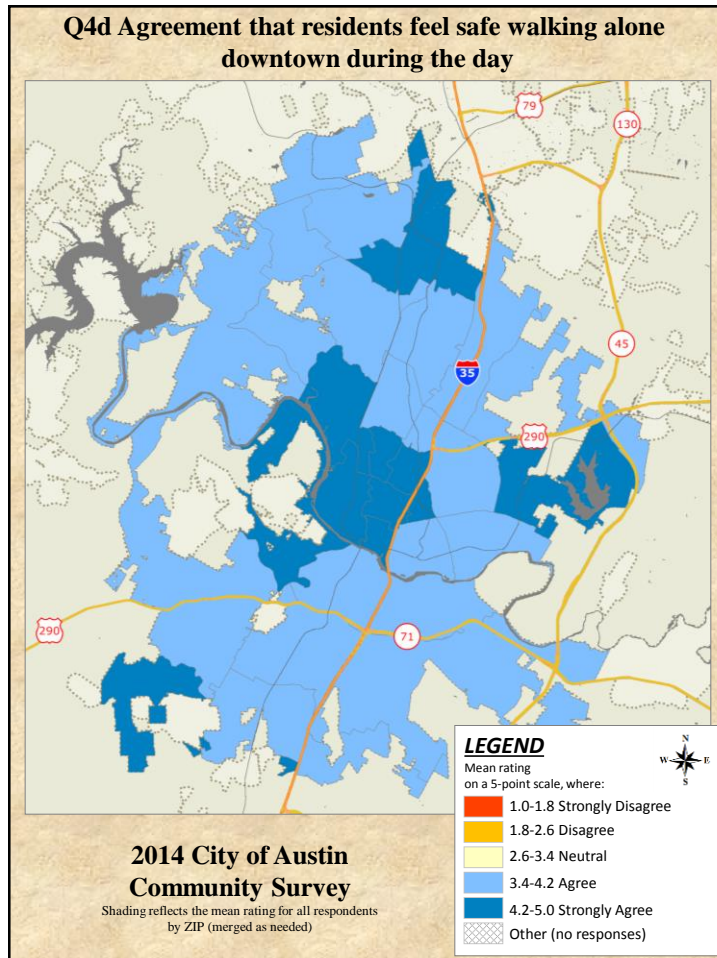 Q4d Agreement that residents feel safe walking alone
downtown during the day
79
130
45
35
290
290
71
LEGEND
Mean rating
on a 5-point scale, where:
N
W E
S
1.0-1.8 Strongly Disagree
1.8-2.6 Disagree
2.6-3.4 Neutral
3.4-4.2 Agree
4.2-5.0 Strongly Agree
Other (no responses)
2014 City of Austin
Community Survey
Shading reflects the mean rating for all respondents
by ZIP (merged as needed)